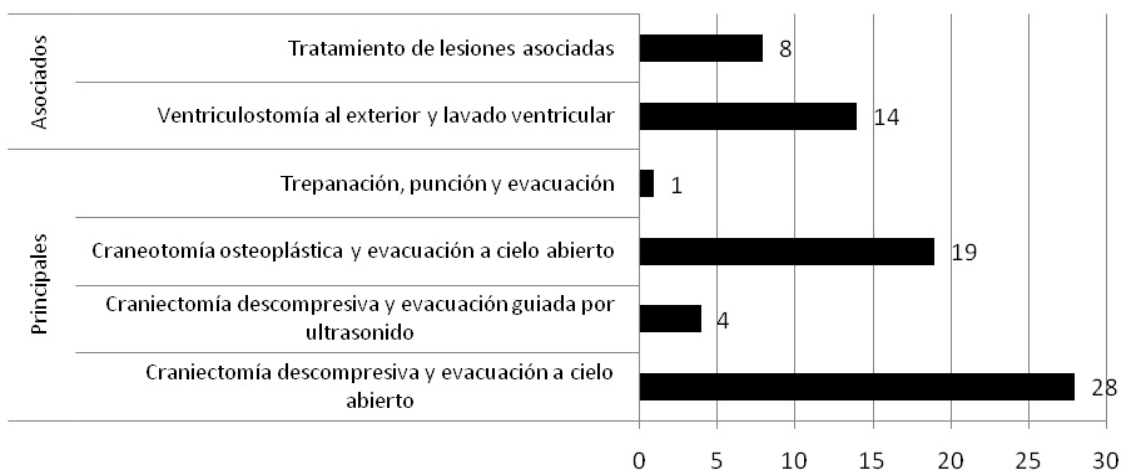 Asociados
Tratamiento de lesiones asociadas
8
Ventriculostomía al exterior y lavado ventricular
14
Principales
Trepanación, punción y evacuación
1
Craneotomía osteoplástica y evacuación a cielo abierto
19
Craniectomía descompresiva y evacuación guiada por
ultrasonido
4
Craniectomía descompresiva y evacuación a cielo
abierto
28
0 5 10 15 20 25 30